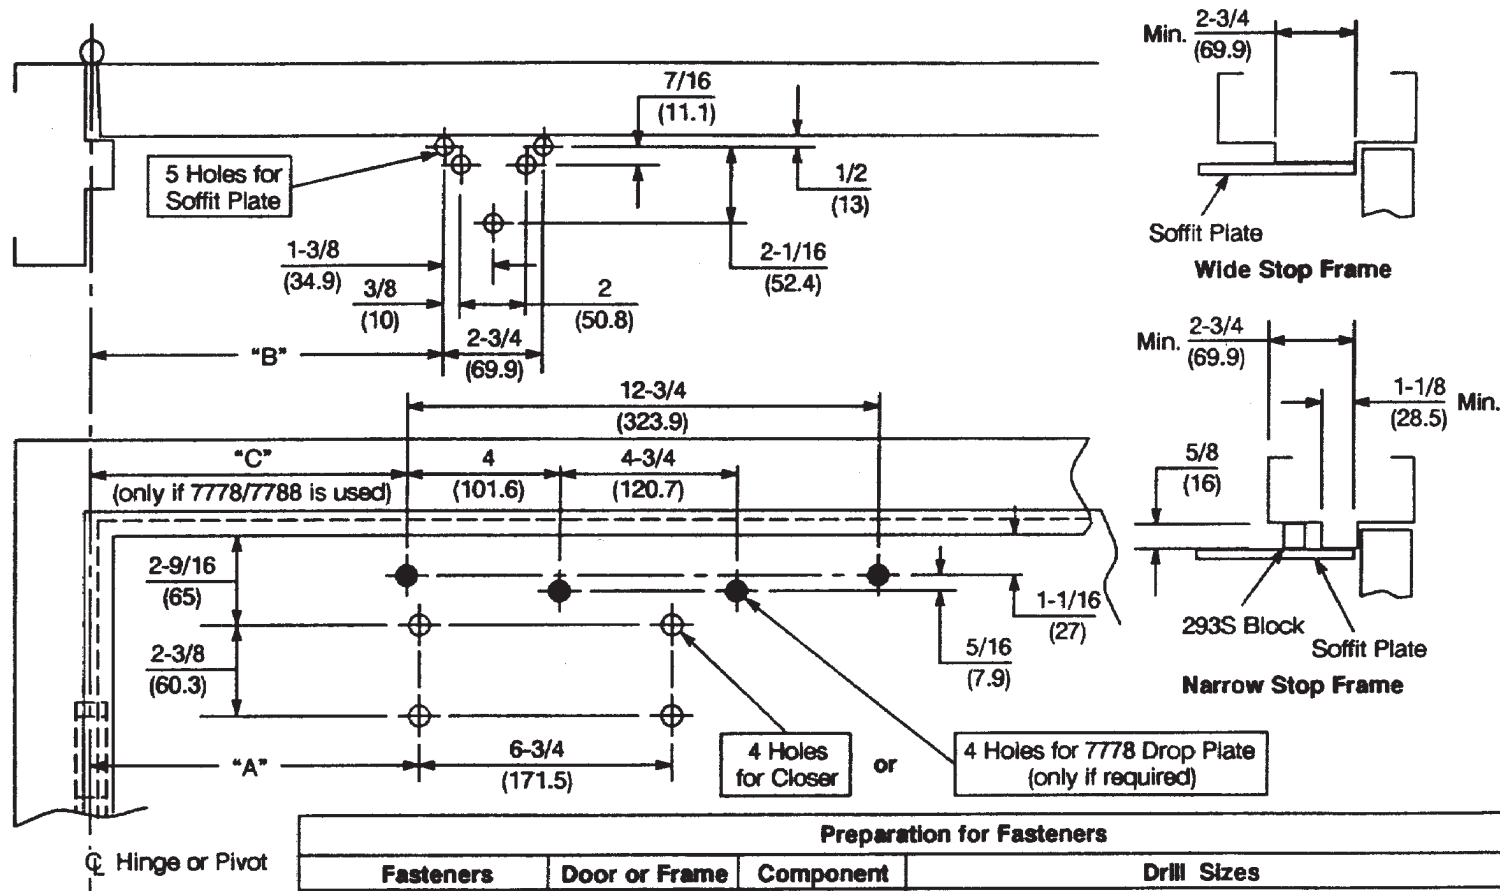 7/16
(11.1)
5 Holes for
Soffit Plate
1/2
(13)
1-3/8
(34.9)
2-1/16
(52.4)
3/8
(10)
2
(50.8)
"B"
2-3/4
(69.9)
Min. 2-3/4
(69.9)
Soffit Plate
Wide Stop Frame
Min. 2-3/4
(69.9)
1-1/8
(28.5) Min.
5/8
(16)
293S Block
Soffit Plate
Narrow Stop Frame
12-3/4
(323.9)
"C"
(only if 7778/7788 is used)
4
(101.6)
4-3/4
(120.7)
2-9/16
(65)
1-1/16
(27)
2-3/8
(60.3)
5/16
(7.9)
"A"
6-3/4
(171.5)
4 Holes
for Closer
or
4 Holes for 7778 Drop Plate
(only if required)
℄ Hinge or Pivot
Preparation for Fasteners
Fasteners Door or Frame Component Drill Sizes